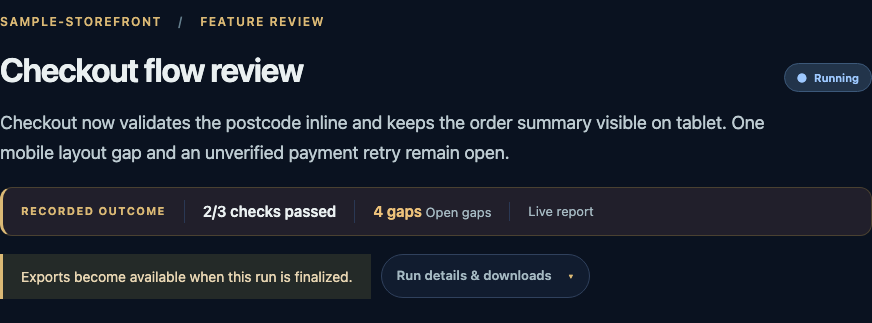 SAMPLE-STOREFRONT / FEATURE REVIEW
Checkout flow review
Running
Checkout now validates the postcode inline and keeps the order summary visible on tablet. One
mobile layout gap and an unverified payment retry remain open.
RECORDED OUTCOME 2/3 checks passed 4 gaps Open gaps Live report
Exports become available when this run is finalized. Run details & downloads